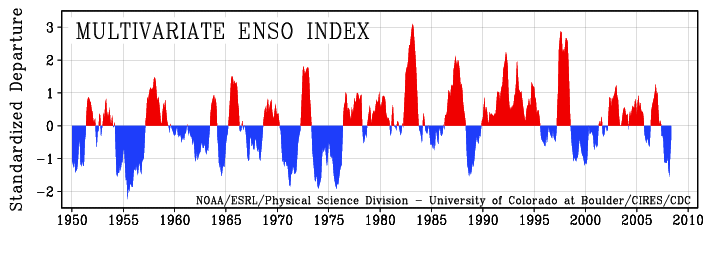 MULTIVARIATE ENSO INDEX
Standardized Departure
3
2
1
0
−1
−2
NOAA/ESRL/Physical Science Division − University of Colorado at Boulder/CIRES/CDC
1950 1955 1960 1965 1970 1975 1980 1985 1990 1995 2000 2005 2010